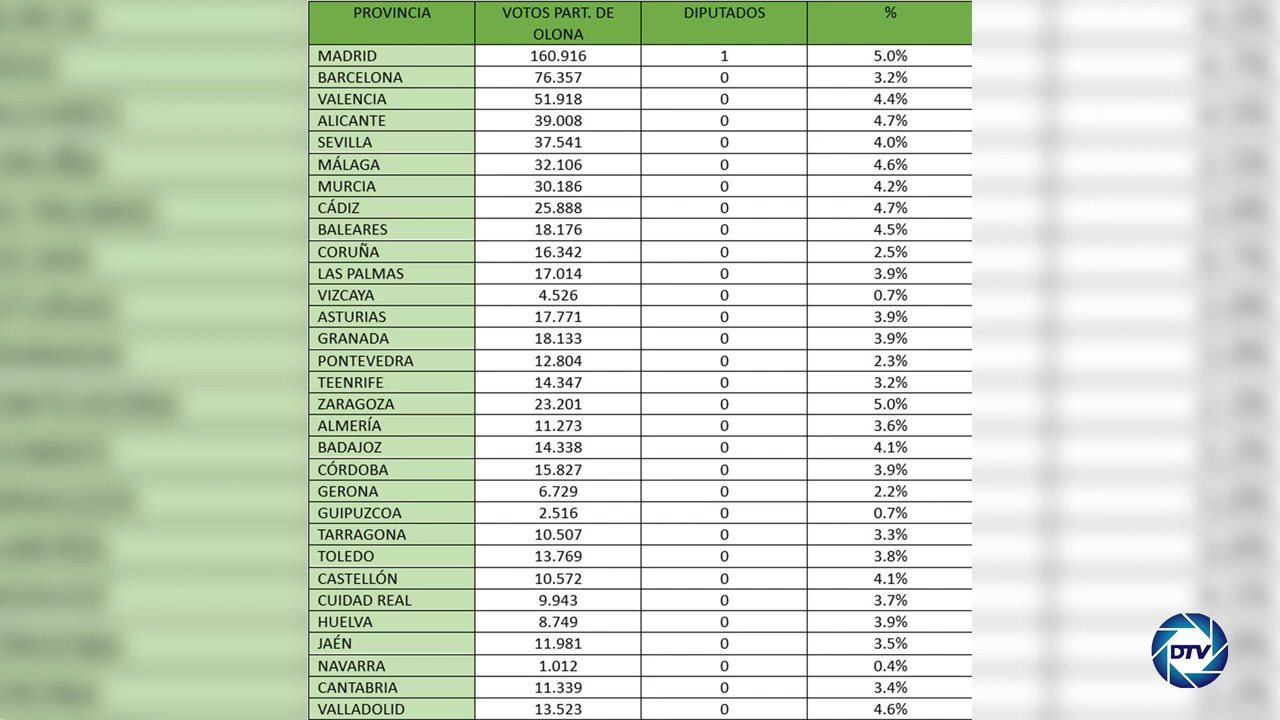 PROVINCIA VOTOS PART. DE OLONA DIPUTADOS %
MADRID 160.916 1 5.0%
BARCELONA 76.357 0 3.2%
VALENCIA 51.918 0 4.4%
ALICANTE 39.008 0 4.7%
SEVILLA 37.541 0 4.0%
MÁLAGA 32.106 0 4.6%
MURCIA 30.186 0 4.2%
CÁDIZ 25.888 0 4.7%
BALEARES 18.176 0 4.5%
CORUÑA 16.342 0 2.5%
LAS PALMAS 17.014 0 3.9%
VIZCAYA 4.526 0 0.7%
ASTURIAS 17.771 0 3.9%
GRANADA 18.133 0 3.9%
PONTEVEDRA 12.804 0 2.3%
TEENRIFE 14.347 0 3.2%
ZARAGOZA 23.201 0 5.0%
ALMERÍA 11.273 0 3.6%
BADAJOZ 14.338 0 4.1%
CÓRDOBA 15.827 0 3.9%
GERONA 6.729 0 2.2%
GUIPUZCOA 2.516 0 0.7%
TARRAGONA 10.507 0 3.3%
TOLEDO 13.769 0 3.8%
CASTELLÓN 10.572 0 4.1%
CUIDAD REAL 9.943 0 3.7%
HUELVA 8.749 0 3.9%
JAÉN 11.981 0 3.5%
NAVARRA 1.012 0 0.4%
CANTABRIA 11.339 0 3.4%
VALLADOLID 13.523 0 4.6%
DTV